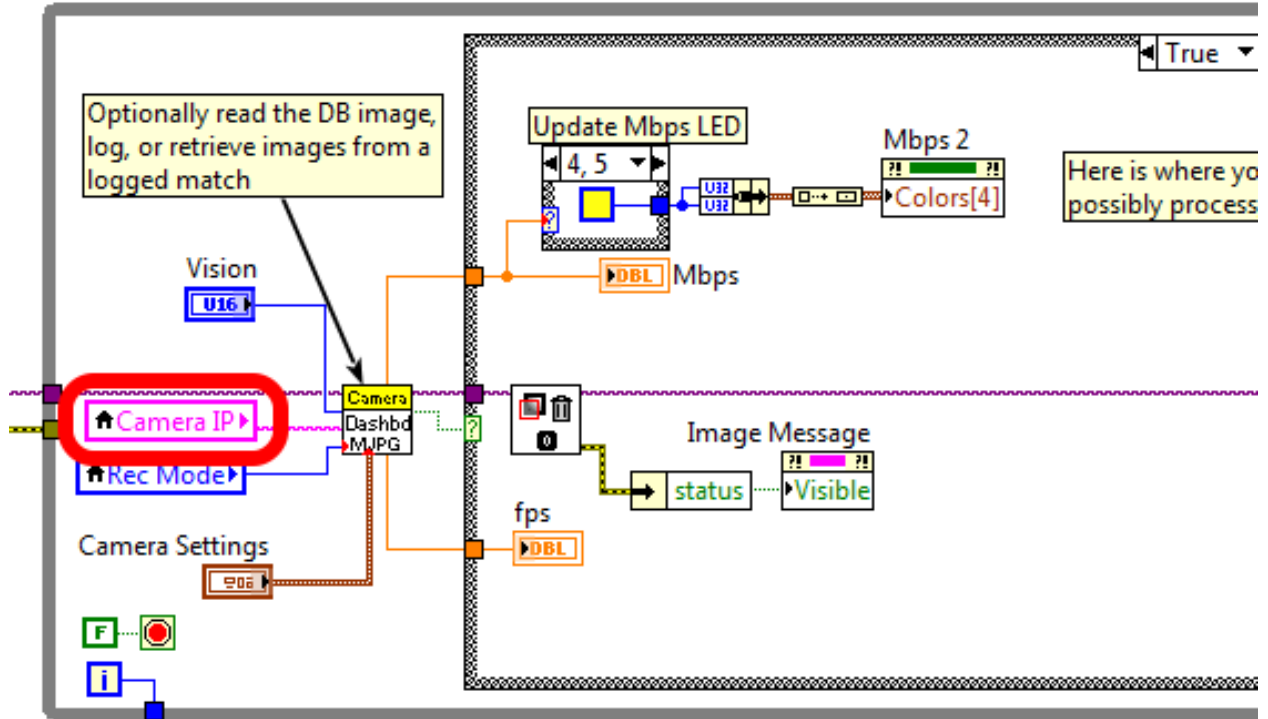 True
Optionally read the DB image,
log, or retrieve images from a
logged match
Update Mbps LED
4, 5
?
U32
U32
Mbps 2
?! ?!
Colors[4]
Here is where yo
possibly process
DBL
Mbps
Vision
U16
Camera IP
Rec Mode
Camera
Dashbd
MJPG
?
0
Image Message
?! ?!
status
Visible
fps
DBL
Camera Settings
F
i